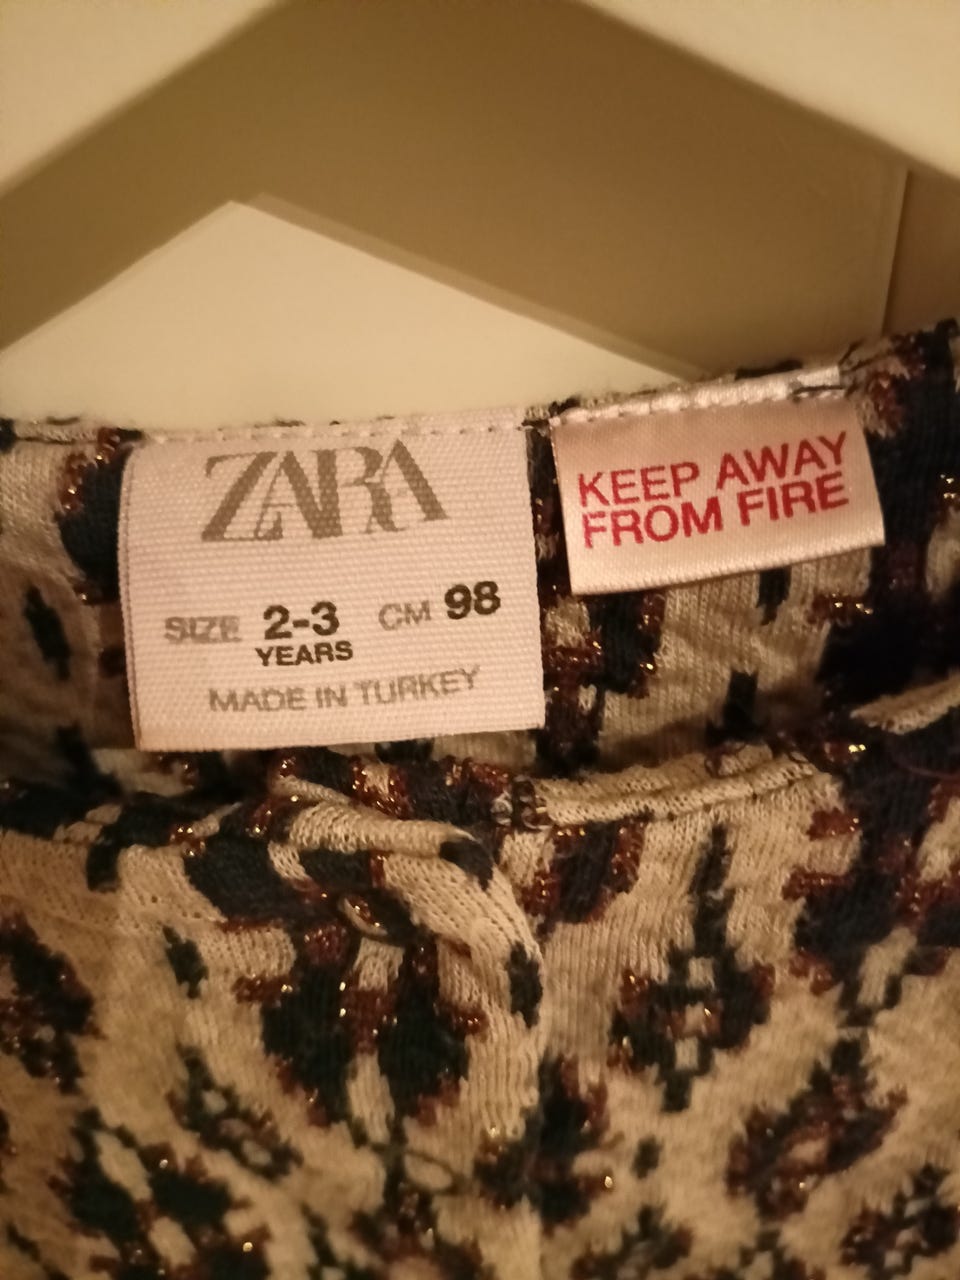 ZARA
SIZE 2-3 CM 98
YEARS
MADE IN TURKEY
KEEP AWAY
FROM FIRE